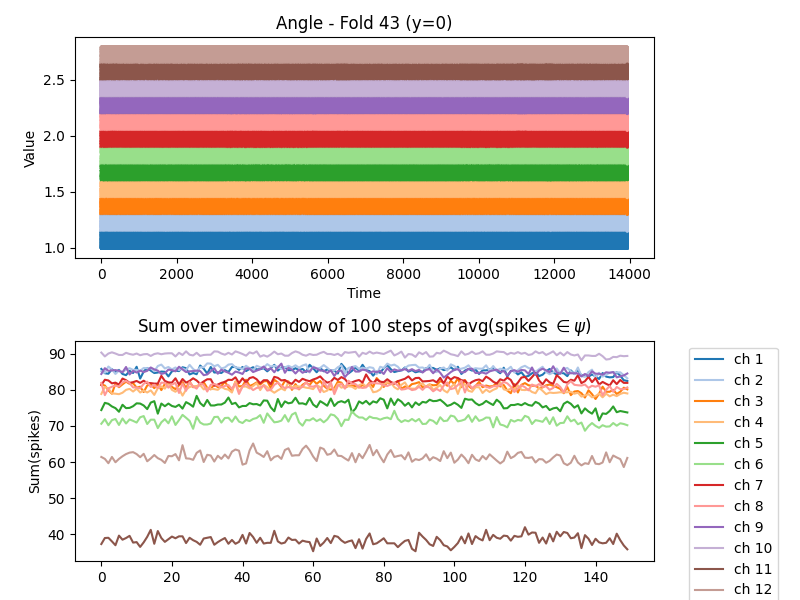 Angle - Fold 43 (y=0)
Value
2.5
2.0
1.5
1.0
0 2000 4000 6000 8000 10000 12000 14000
Time
Sum over timewindow of 100 steps of avg(spikes ∈ ψ)
Sum(spikes)
90
80
70
60
50
40
0 20 40 60 80 100 120 140
ch 1
ch 2
ch 3
ch 4
ch 5
ch 6
ch 7
ch 8
ch 9
ch 10
ch 11
ch 12